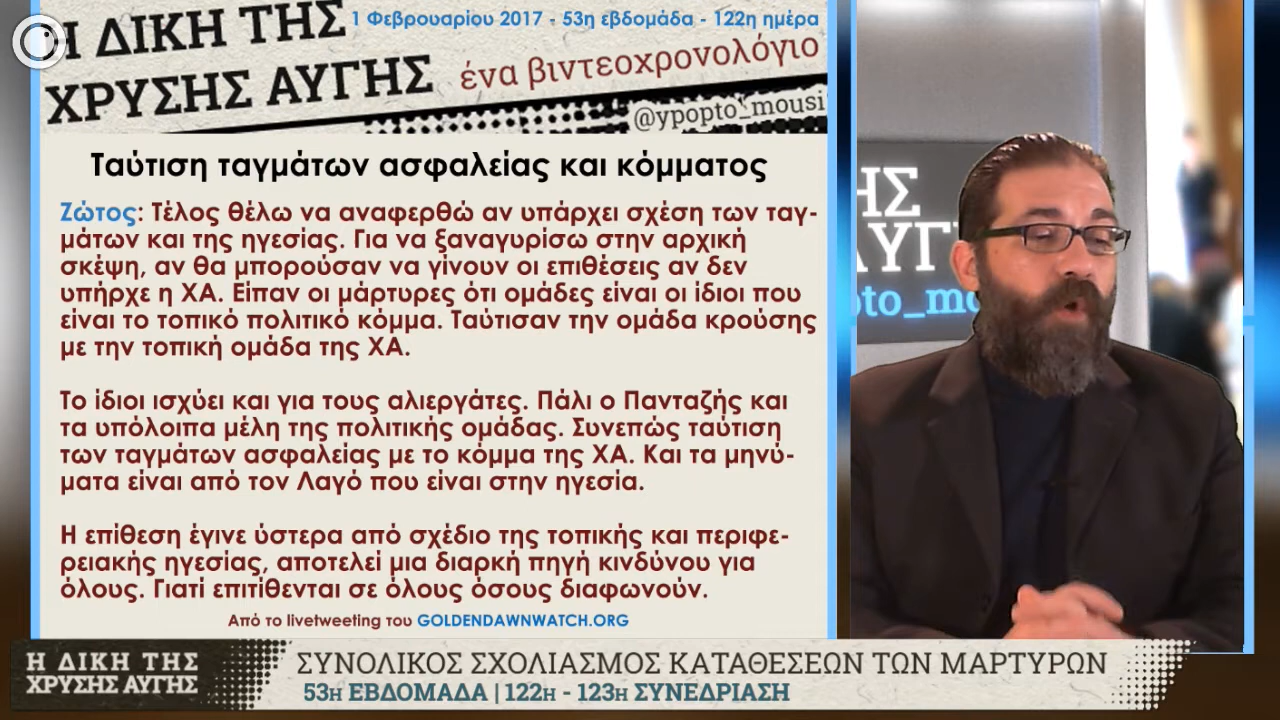 Η ΔΙΚΗ ΤΗΣ
ΧΡΥΣΗΣ ΑΥΓΗΣ
1 Φεβρουαρίου 2017 - 53η εβδομάδα - 122η ημέρα
ένα βιντεοχρονολόγιο
@ypopto_mousi
Ταύτιση ταγμάτων ασφαλείας και κόμματος
Ζώτος: Τέλος θέλω να αναφερθώ αν υπάρχει σχέση των ταγ-
μάτων και της ηγεσίας. Για να ξαναγυρίσω στην αρχική
σκέψη, αν θα μπορούσαν να γίνουν οι επιθέσεις αν δεν
υπήρχε η ΧΑ. Είπαν οι μάρτυρες ότι ομάδες είναι οι ίδιοι που
είναι το τοπικό πολιτικό κόμμα. Ταύτισαν την ομάδα κρούσης
με την τοπική ομάδα της ΧΑ.
Το ίδιοι ισχύει και για τους αλιεργάτες. Πάλι ο Πανταζής και
τα υπόλοιπα μέλη της πολιτικής ομάδας. Συνεπώς ταύτιση
των ταγμάτων ασφαλείας με το κόμμα της ΧΑ. Και τα μηνύ-
ματα είναι από τον Λαγό που είναι στην ηγεσία.
Η επίθεση έγινε ύστερα από σχέδιο της τοπικής και περιφε-
ρειακής ηγεσίας, αποτελεί μια διαρκή πηγή κινδύνου για
όλους. Γιατί επιτίθενται σε όλους όσους διαφωνούν.
Από το livetweeting του GOLDENDAWNWATCH.ORG
ΗΣ
ΑΥΓ
pto_mo
Η ΔΙΚΗ ΤΗΣ
ΧΡΥΣΗΣ ΑΥΓΗΣ
ΣΥΝΟΛΙΚΟΣ ΣΧΟΛΙΑΣΜΟΣ ΚΑΤΑΘΕΣΕΩΝ ΤΩΝ ΜΑΡΤΥΡΩΝ
53η ΕΒΔΟΜΑΔΑ | 122η - 123η ΣΥΝΕΔΡΙΑΣΗ